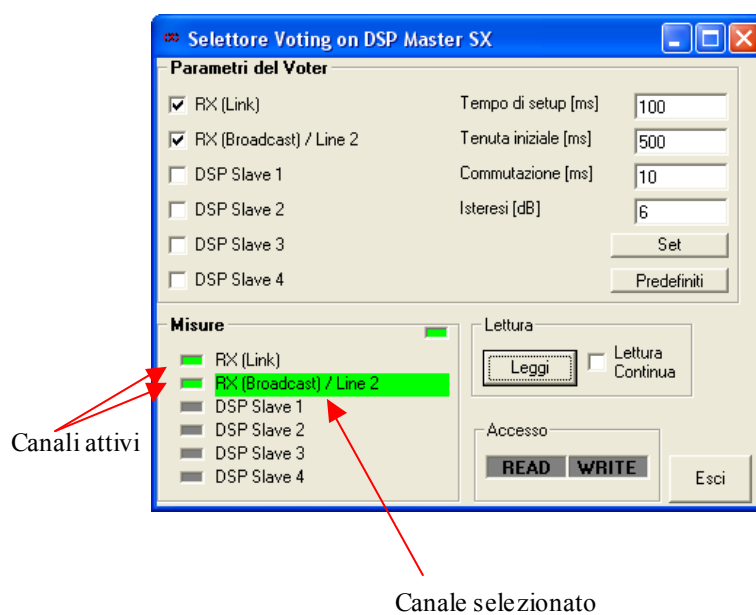 Selettore Voting on DSP Master SX
Parametri del Voter
RX (Link)
RX (Broadcast) / Line 2
DSP Slave 1
DSP Slave 2
DSP Slave 3
DSP Slave 4
Tempo di setup [ms] 100
Tenuta iniziale [ms] 500
Commutazione [ms] 10
Isteresi [dB] 6
Set
Predefiniti
Misure
RX (Link)
RX (Broadcast) / Line 2
DSP Slave 1
DSP Slave 2
DSP Slave 3
DSP Slave 4
Lettura
Leggi
Lettura
Continua
Accesso
READ WRITE
Esci
Canali attivi
Canale selezionato